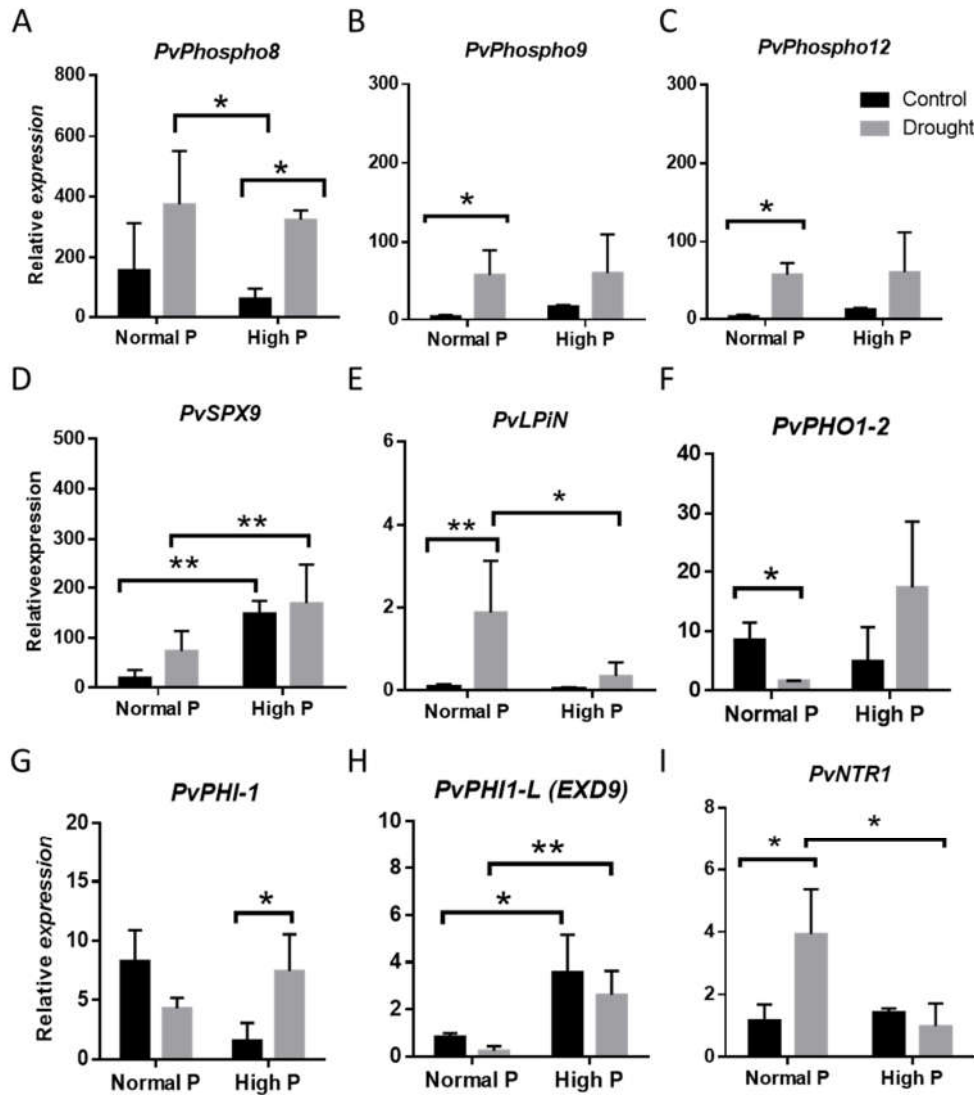 A
PvPhospho8
Relative expression
800
600
400
200
0
*
*
Normal P
High P
B
PvPhospho9
300
200
100
0
*
Normal P
High P
C
PvPhospho12
300
200
100
0
*
Control
Drought
Normal P
High P
D
PvSPX9
Relativeexpression
500
400
300
200
100
0
**
**
Normal P
High P
E
PvLPiN
6
4
2
0
**
*
Normal P
High P
F
PvPHO1-2
40
30
20
10
0
*
Normal P
High P
G
PvPHI-1
Relative expression
20
15
10
5
0
*
Normal P
High P
H
PvPHI1-L (EXD9)
10
8
6
4
2
0
**
*
Normal P
High P
I
PvNTR1
8
6
4
2
0
*
*
Normal P
High P